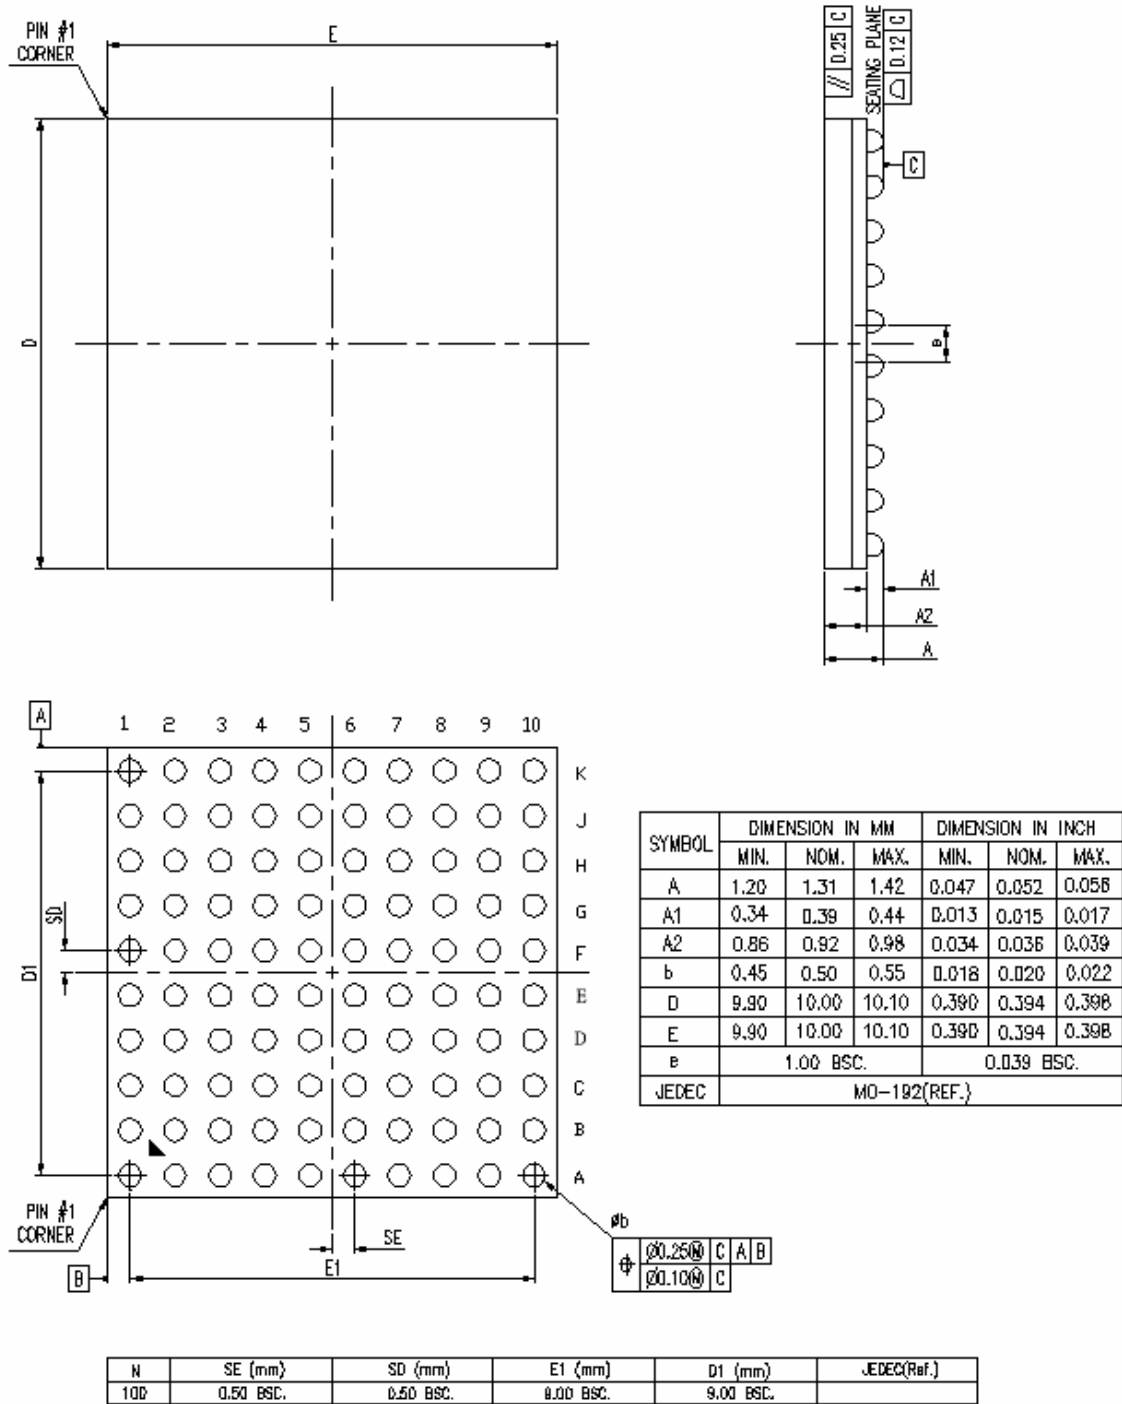 PIN #1
CORNER
E
D
// 0.25 C
SEATING PLANE
0.12 C
C
e
A1
A2
A
A
1 2 3 4 5 6 7 8 9 10
K
J
H
G
F
E
D
C
B
A
SD
D1
PIN #1
CORNER
SE
E1
B
Øb
Ø0.25Ⓜ C A B
Ø0.10Ⓜ C
SYMBOL DIMENSION IN MM DIMENSION IN INCH
MIN. NOM. MAX. MIN. NOM. MAX.
A 1.20 1.31 1.42 0.047 0.052 0.056
A1 0.34 0.39 0.44 0.013 0.015 0.017
A2 0.86 0.92 0.98 0.034 0.036 0.039
b 0.45 0.50 0.55 0.018 0.020 0.022
D 9.90 10.00 10.10 0.390 0.394 0.398
E 9.90 10.00 10.10 0.390 0.394 0.398
e 1.00 BSC. 0.039 BSC.
JEDEC MO-192(REF.)
N SE (mm) SD (mm) E1 (mm) D1 (mm) JEDEC(Ref.)
100 0.50 BSC. 0.50 BSC. 9.00 BSC. 9.00 BSC.